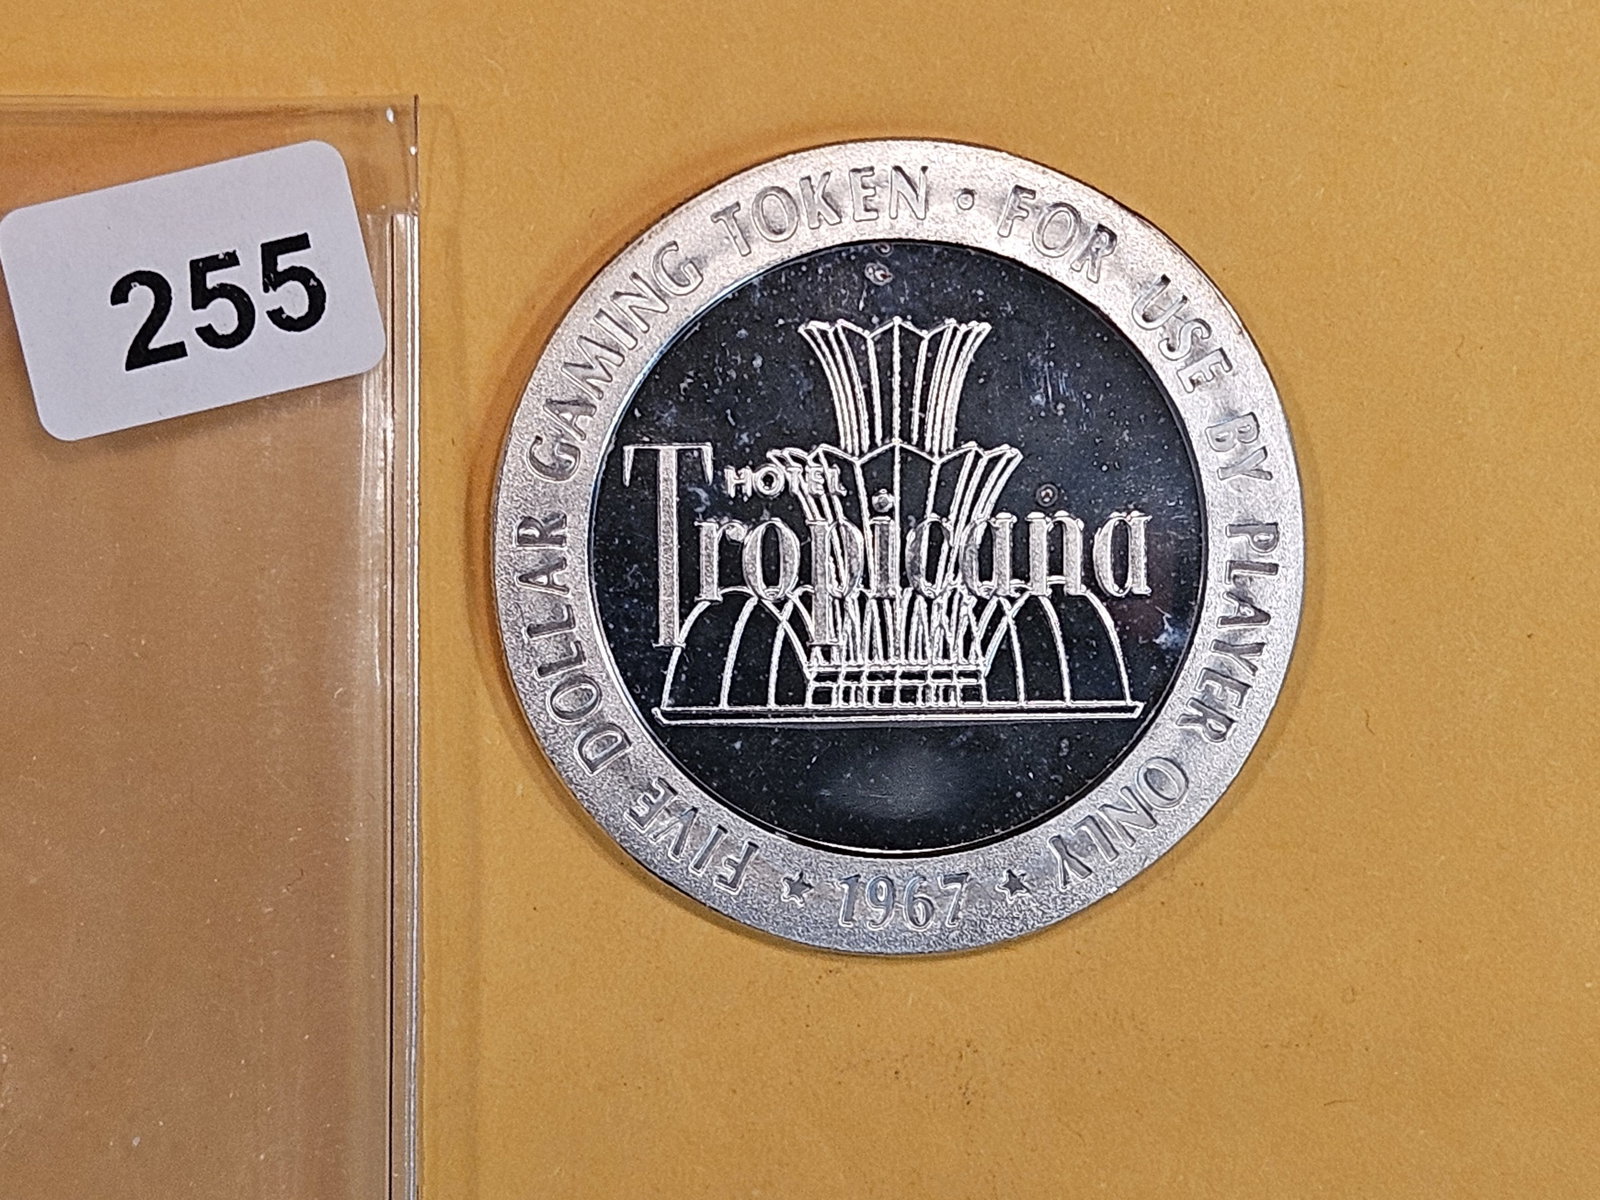 255
FIVE DOLLAR GAMING TOKEN · FOR USE BY PLAYER ONLY
HOTEL
Tropicana
★ 1967 ★